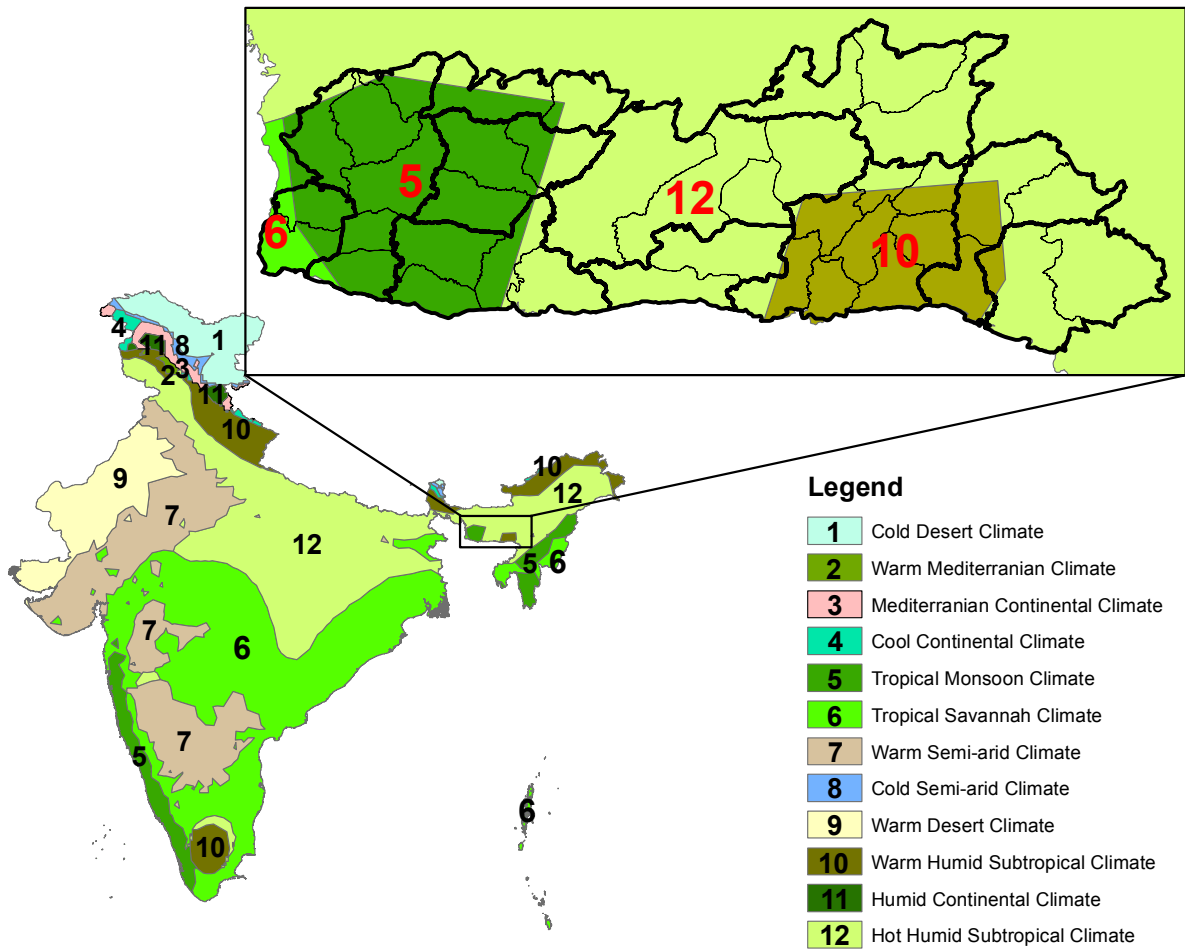 5
12
6
10
4
8
1
11
3
2
11
10
9
7
12
10
12
5
6
7
6
7
5
10
6
Legend
1 Cold Desert Climate
2 Warm Mediterranian Climate
3 Mediterranian Continental Climate
4 Cool Continental Climate
5 Tropical Monsoon Climate
6 Tropical Savannah Climate
7 Warm Semi-arid Climate
8 Cold Semi-arid Climate
9 Warm Desert Climate
10 Warm Humid Subtropical Climate
11 Humid Continental Climate
12 Hot Humid Subtropical Climate